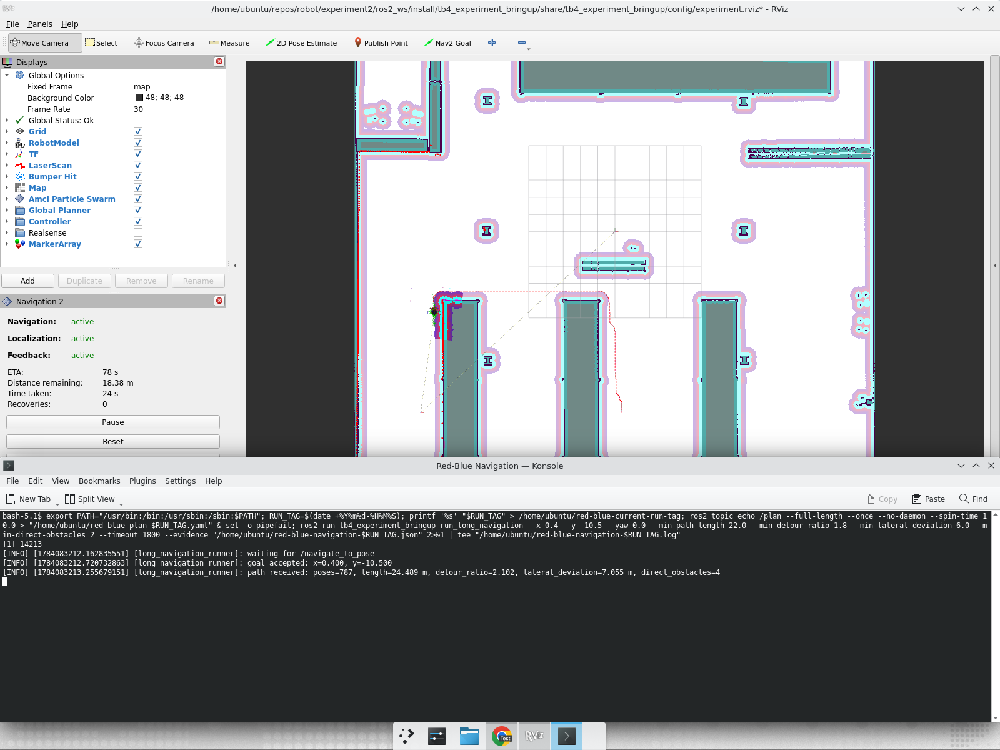 /home/ubuntu/repos/robot/experiment2/ros2_ws/install/tb4_experiment_bringup/share/tb4_experiment_bringup/config/experiment.rviz* - RViz
File Panels Help
Move Camera Select Focus Camera Measure 2D Pose Estimate Publish Point Nav2 Goal
Displays
Global Options
Fixed Frame map
Background Color 48; 48; 48
Frame Rate 30
Global Status: Ok
Grid
RobotModel
TF
LaserScan
Bumper Hit
Map
Amcl Particle Swarm
Global Planner
Controller
Realsense
MarkerArray
Add Duplicate Remove Rename
Navigation 2
Navigation: active
Localization: active
Feedback: active
ETA: 78 s
Distance remaining: 18.38 m
Time taken: 24 s
Recoveries: 0
Pause
Reset
Red-Blue Navigation — Konsole
File Edit View Bookmarks Plugins Settings Help
New Tab Split View Copy Paste Find
bash-5.1$ export PATH="/usr/bin:/bin:/usr/sbin:/sbin:$PATH"; RUN_TAG=$(date +%Y%m%d-%H%M%S); printf '%s' "$RUN_TAG" > /home/ubuntu/red-blue-current-run-tag; ros2 topic echo /plan --full-length --once --no-daemon --spin-time 1
0.0 > "/home/ubuntu/red-blue-plan-$RUN_TAG.yaml" & set -o pipefail; ros2 run tb4_experiment_bringup run_long_navigation --x 0.4 --y -10.5 --yaw 0.0 --min-path-length 22.0 --min-detour-ratio 1.8 --min-lateral-deviation 6.0 --m
in-direct-obstacles 2 --timeout 1800 --evidence "/home/ubuntu/red-blue-navigation-$RUN_TAG.json" 2>&1 | tee "/home/ubuntu/red-blue-navigation-$RUN_TAG.log"
[1] 14213
[INFO] [1784083212.162835551] [long_navigation_runner]: waiting for /navigate_to_pose
[INFO] [1784083212.720732863] [long_navigation_runner]: goal accepted: x=0.400, y=-10.500
[INFO] [1784083213.255679151] [long_navigation_runner]: path received: poses=787, length=24.489 m, detour_ratio=2.102, lateral_deviation=7.055 m, direct_obstacles=4
Test
RViz